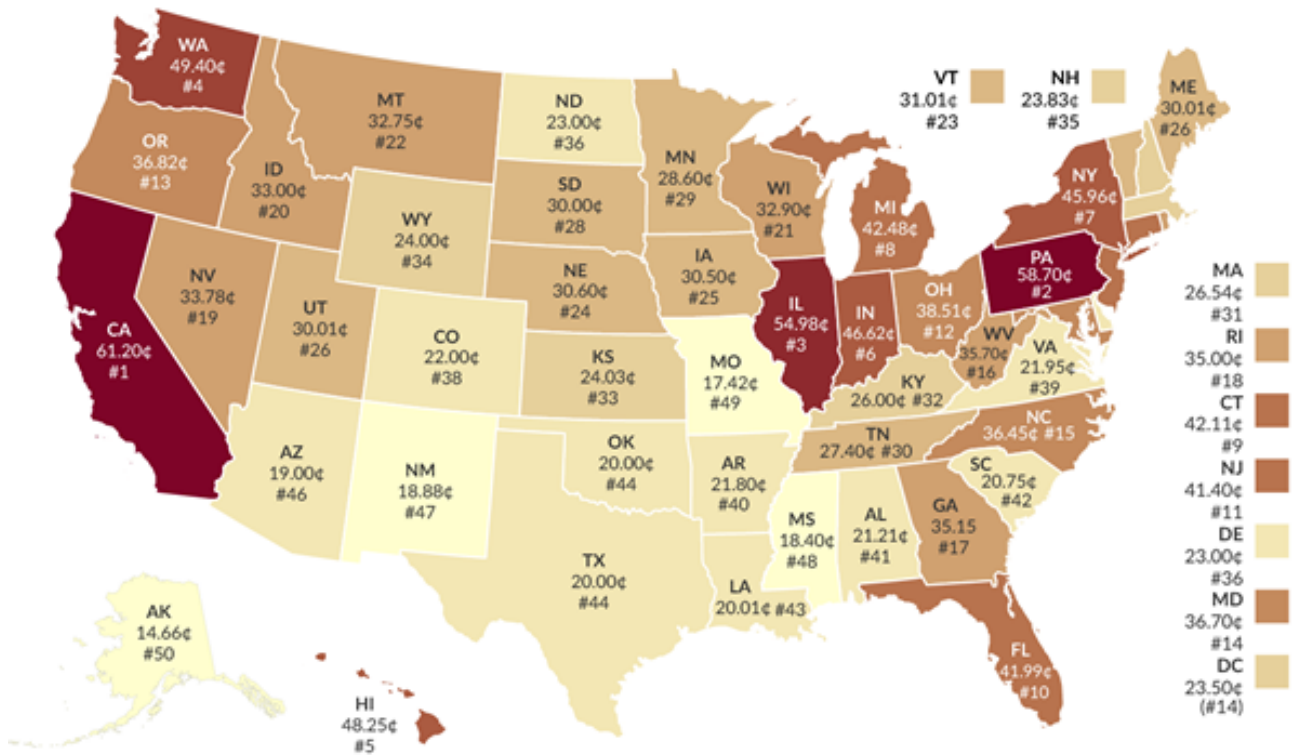 WA
49.40¢
#4
MT
32.75¢
#22
ND
23.00¢
#36
VT
31.01¢
#23
NH
23.83¢
#35
ME
30.01¢
#26
OR
36.82¢
#13
ID
33.00¢
#20
MN
28.60¢
#29
SD
30.00¢
#28
WI
32.90¢
#21
MI
42.48¢
#8
NY
45.96¢
#7
WY
24.00¢
#34
IA
30.50¢
#25
NE
30.60¢
#24
PA
58.70¢
#2
NV
33.78¢
#19
UT
30.01¢
#26
CA
61.20¢
#1
CO
22.00¢
#38
KS
24.03¢
#33
MO
17.42¢
#49
IL
54.98¢
#3
IN
46.62¢
#6
OH
38.51¢
#12
WV
35.70¢
#16
VA
21.95¢
#39
KY
26.00¢ #32
TN
27.40¢ #30
NC
36.45¢ #15
SC
20.75¢
#42
AZ
19.00¢
#46
NM
18.88¢
#47
OK
20.00¢
#44
AR
21.80¢
#40
MS
18.40¢
#48
AL
21.21¢
#41
GA
35.15
#17
TX
20.00¢
#44
LA
20.01¢ #43
FL
41.99¢
#10
AK
14.66¢
#50
HI
48.25¢
#5
MA
26.54¢
#31
RI
35.00¢
#18
CT
42.11¢
#9
NJ
41.40¢
#11
DE
23.00¢
#36
MD
36.70¢
#14
DC
23.50¢
(#14)